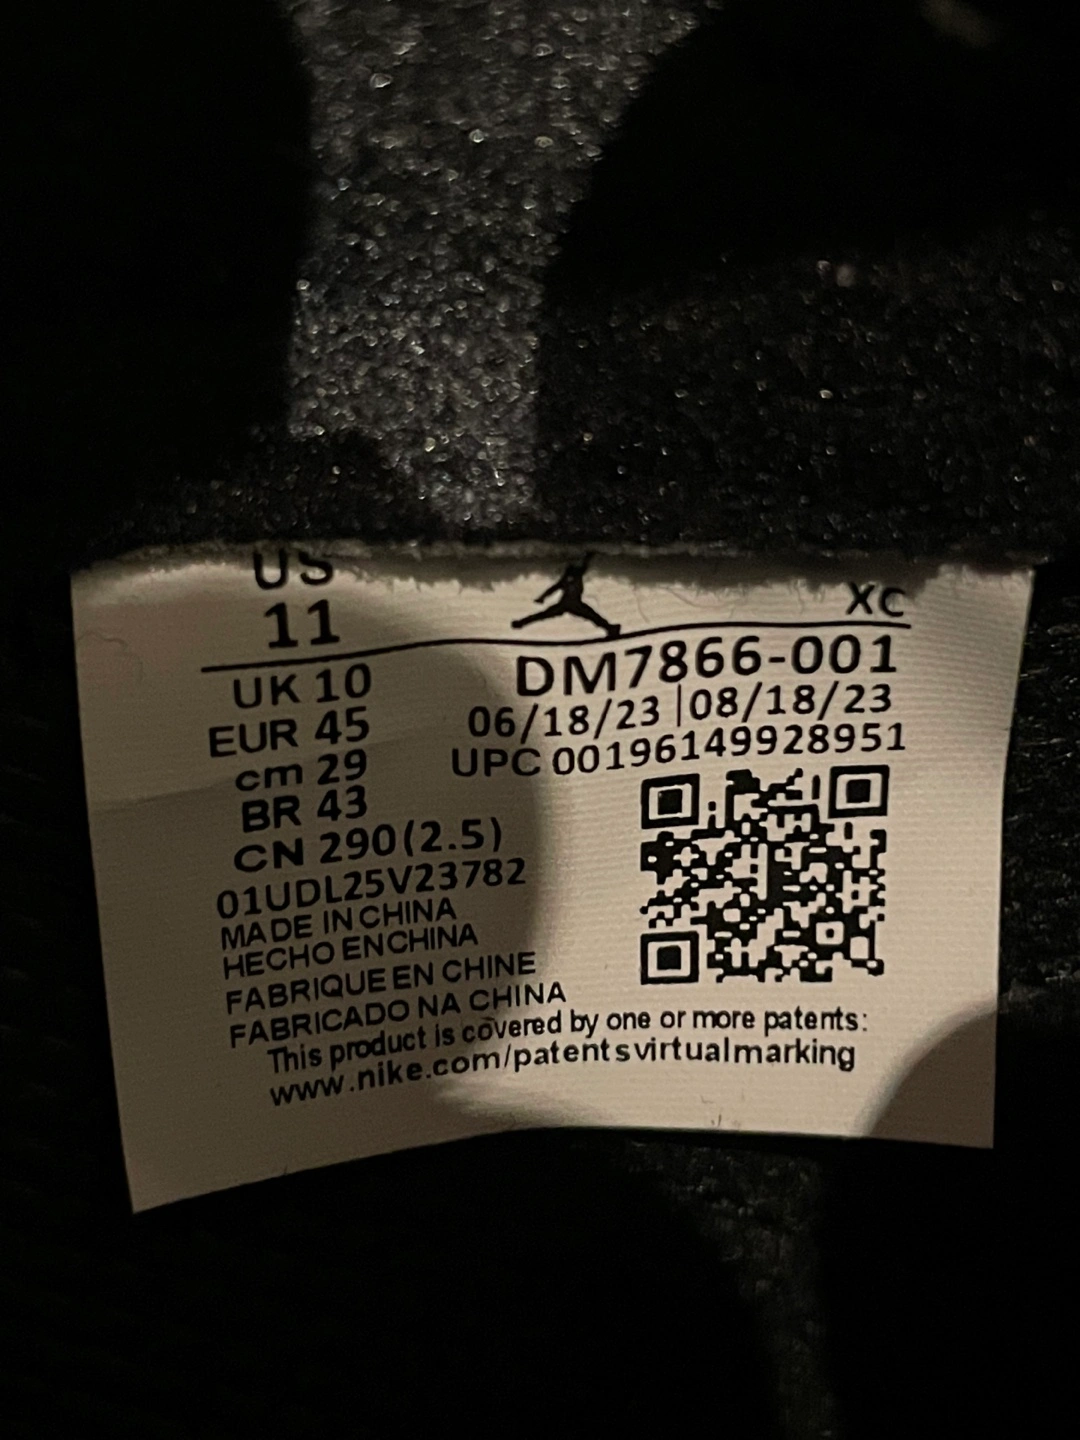 US
11
XC
UK 10
EUR 45
cm 29
BR 43
CN 290(2.5)
01UDL25V23782
MADE IN CHINA
HECHO EN CHINA
FABRIQUE EN CHINE
FABRICADO NA CHINA
DM7866-001
06/18/23 | 08/18/23
UPC 00196149928951
This product is covered by one or more patents:
www.nike.com/patentsvirtualmarking